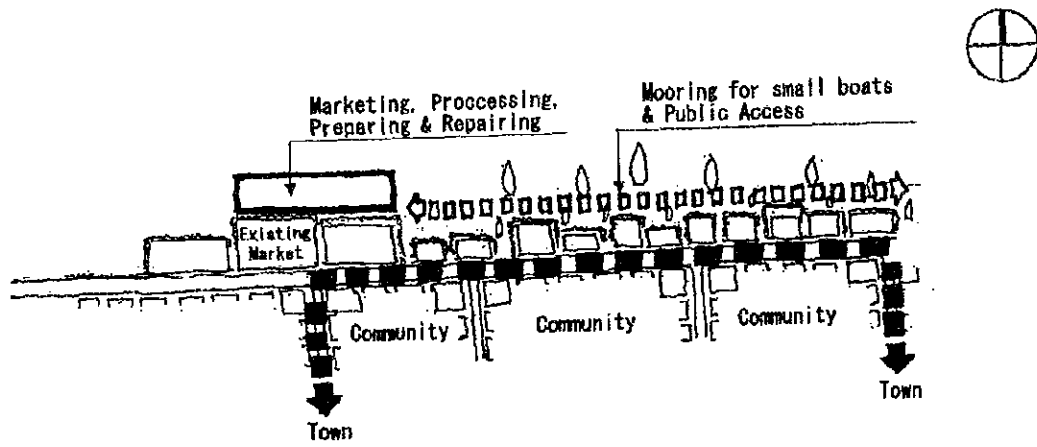 Marketing, Proccessing,
Preparing & Repairing
Mooring for small boats
& Public Access
Existing
Market
Community
Community
Community
Town
Town